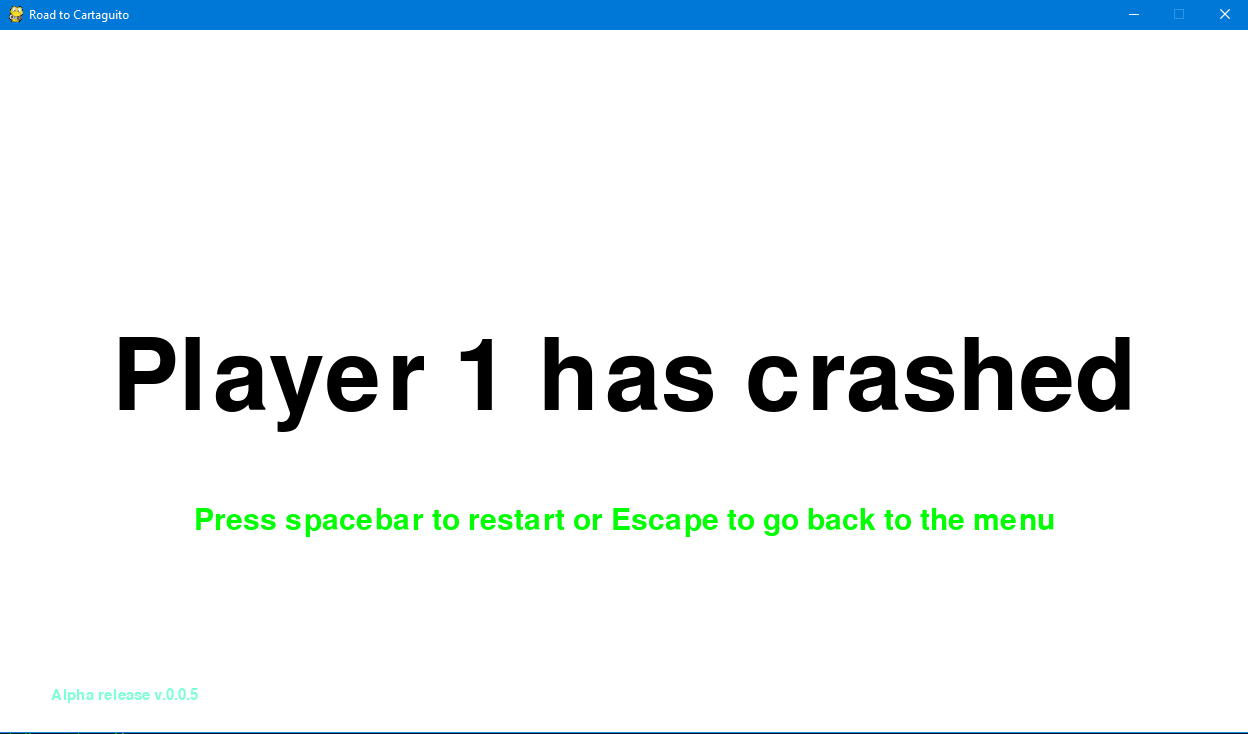 Road to Cartaguito
Player 1 has crashed
Press spacebar to restart or Escape to go back to the menu
Alpha release v.0.0.5